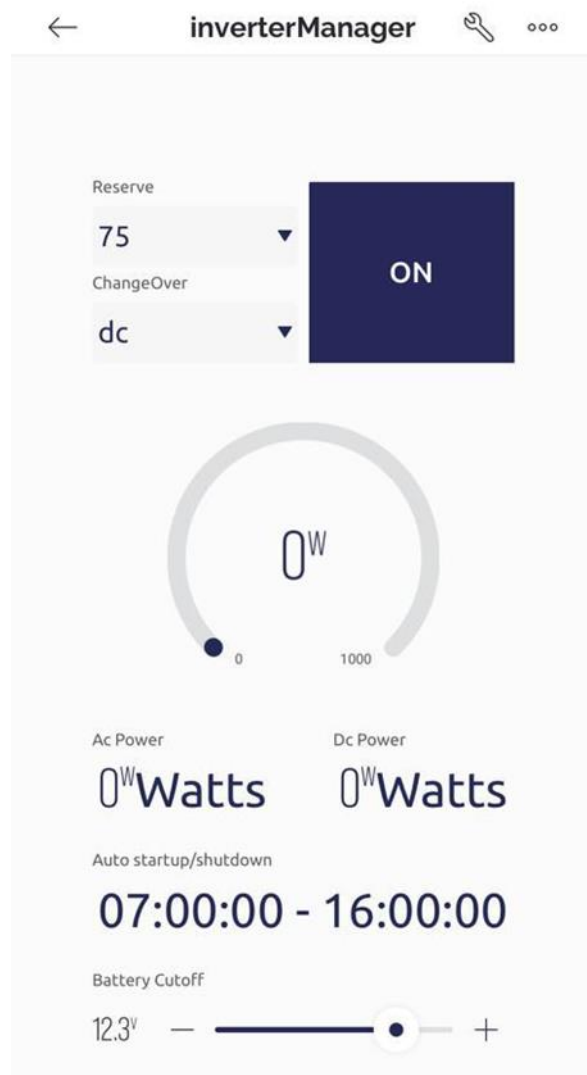 inverterManager
Reserve
75
ChangeOver
dc
ON
0W
0 1000
Ac Power Dc Power
0WWatts 0WWatts
Auto startup/shutdown
07:00:00 - 16:00:00
Battery Cutoff
12.3V